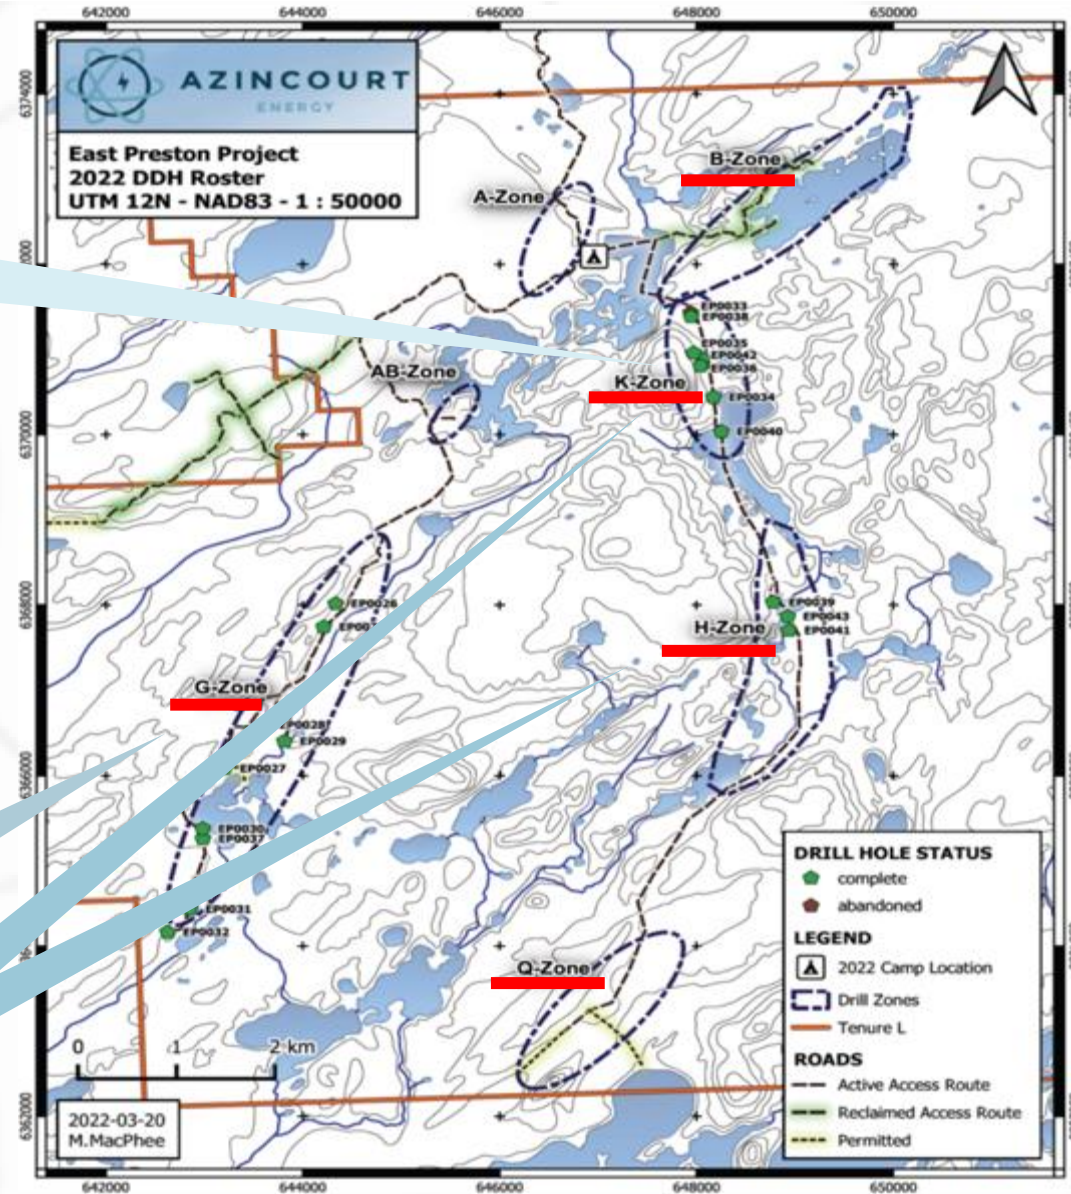 642000 644000 646000 648000 650000
6374000
AZINCOURT
ENERGY
East Preston Project
2022 DDH Roster
UTM 12N - NAD83 - 1 : 50000
B-Zone
A-Zone
EP0033
EP0038
EP0035
EP0042
EP0036
AB-Zone
K-Zone
EP0034
6370000
EP0040
6368000
EP0026
EP00
EP0039
EP0043
EP0041
H-Zone
G-Zone
EP0028
EP0029
6366000
EP0027
EP0030
EP0037
EP0031
EP0032
Q-Zone
DRILL HOLE STATUS
complete
abandoned
LEGEND
2022 Camp Location
Drill Zones
Tenure L
ROADS
Active Access Route
Reclaimed Access Route
Permitted
0 1 2 km
6362000
2022-03-20
M.MacPhee
642000 644000 646000 648000 650000